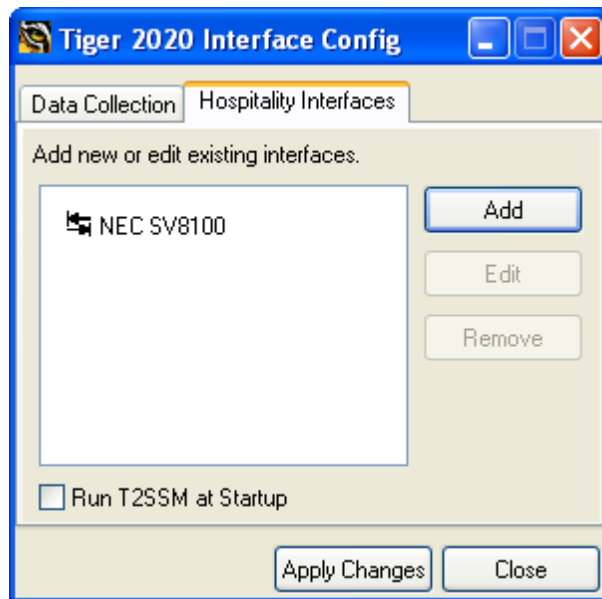 Tiger 2020 Interface Config
Data Collection Hospitality Interfaces
Add new or edit existing interfaces.
NEC SV8100
Add
Edit
Remove
Run T2SSM at Startup
Apply Changes Close